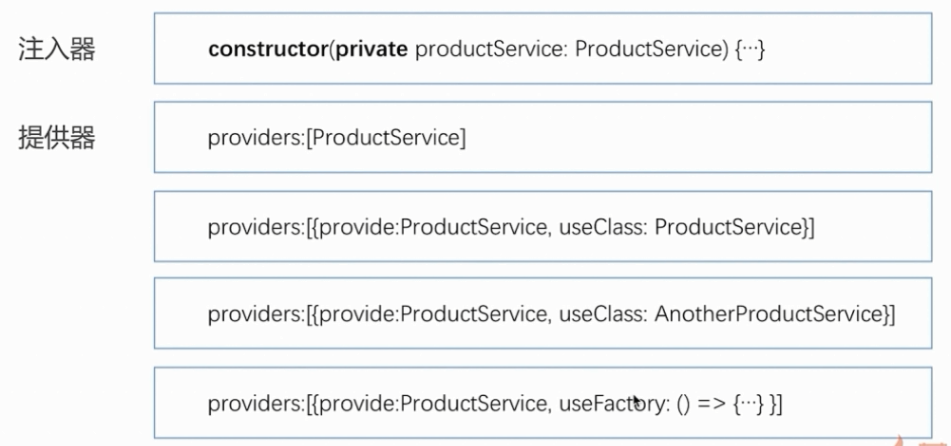 注入器
constructor(private productService: ProductService) {···}
提供器
providers:[ProductService]
providers:[{provide:ProductService, useClass: ProductService}]
providers:[{provide:ProductService, useClass: AnotherProductService}]
providers:[{provide:ProductService, useFactory: () => {···} }]